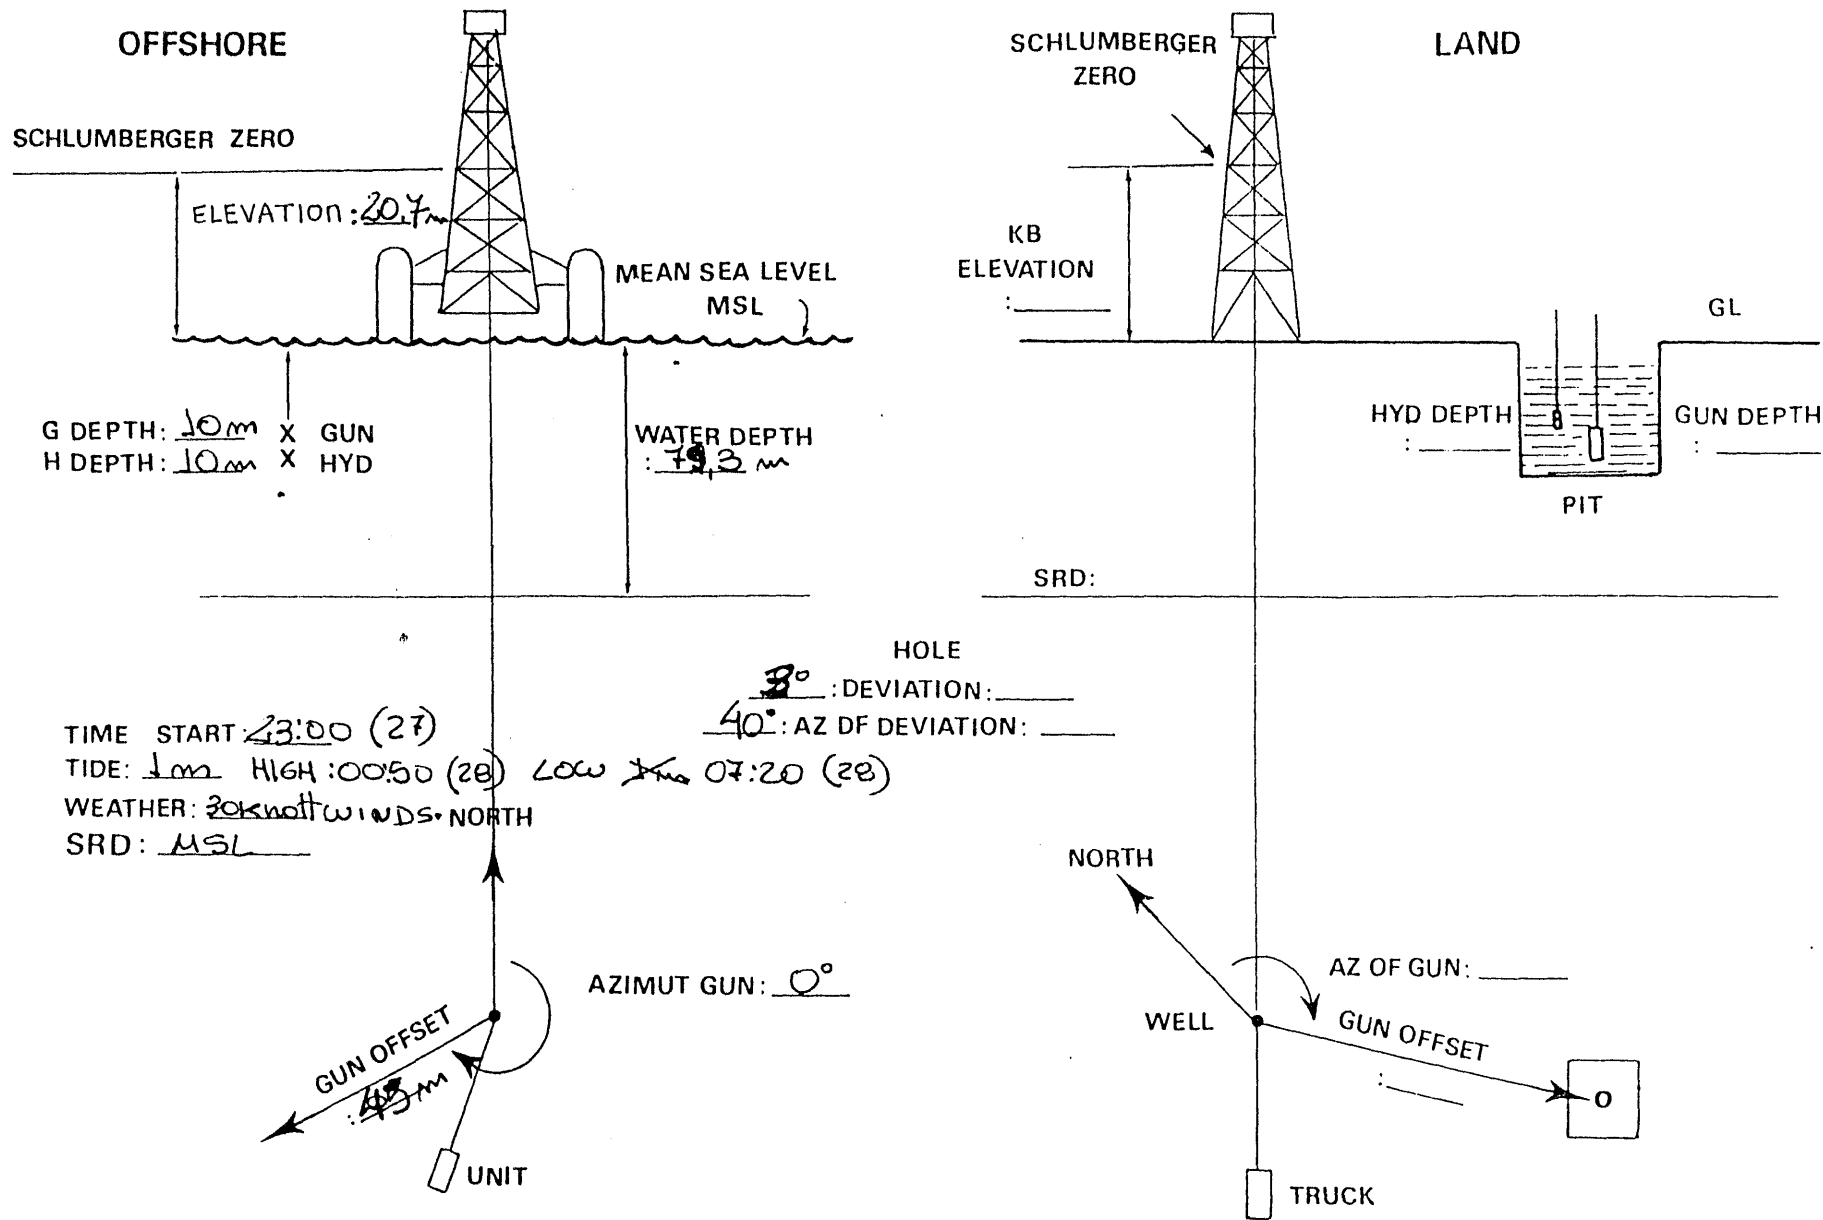 OFFSHORE
SCHLUMBERGER ZERO
ELEVATION: 20.7m
MEAN SEA LEVEL
MSL
G DEPTH: 10m X GUN
H DEPTH: 10m X HYD
WATER DEPTH
: 79,3 m
TIME START: 23:00 (27)
TIDE: 1m HIGH: 00:50 (28) LOW 07:20 (28)
WEATHER: 30knott WINDS. NORTH
SRD: MSL
HOLE
3° : DEVIATION:
40° : AZ OF DEVIATION:
AZIMUT GUN: 0°
GUN OFFSET
: 45 m
UNIT
LAND
SCHLUMBERGER
ZERO
KB
ELEVATION
:
GL
HYD DEPTH
:
GUN DEPTH
:
PIT
SRD:
NORTH
AZ OF GUN:
WELL
GUN OFFSET
:
O
TRUCK